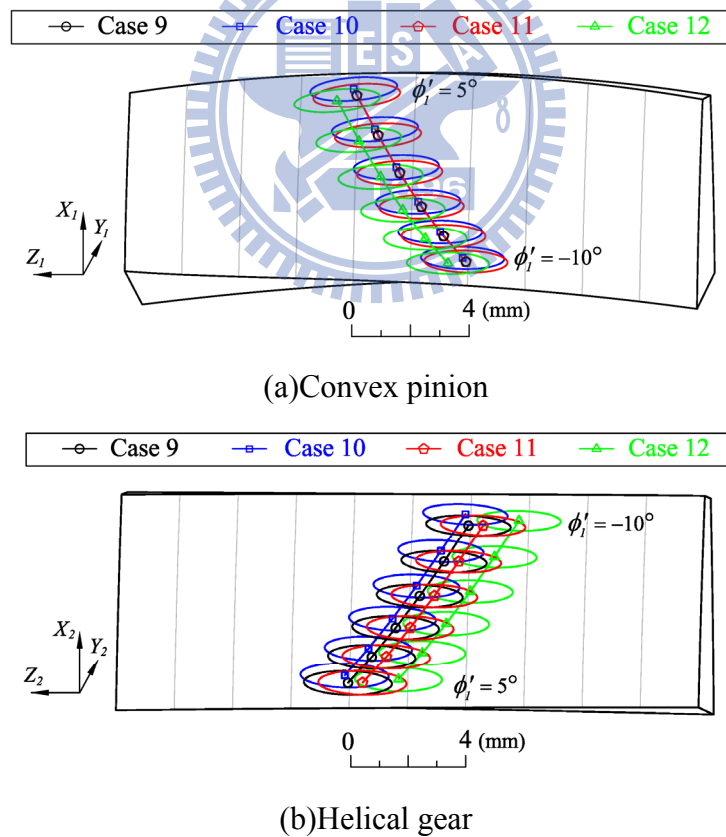 Case 9 Case 10 Case 11 Case 12
E S A
ϕ₁′ = 5°
8
6
X₁
Y₁
Z₁
ϕ₁′ = −10°
0 4 (mm)
(a)Convex pinion
Case 9 Case 10 Case 11 Case 12
ϕ₁′ = −10°
X₂
Y₂
Z₂
ϕ₁′ = 5°
0 4 (mm)
(b)Helical gear